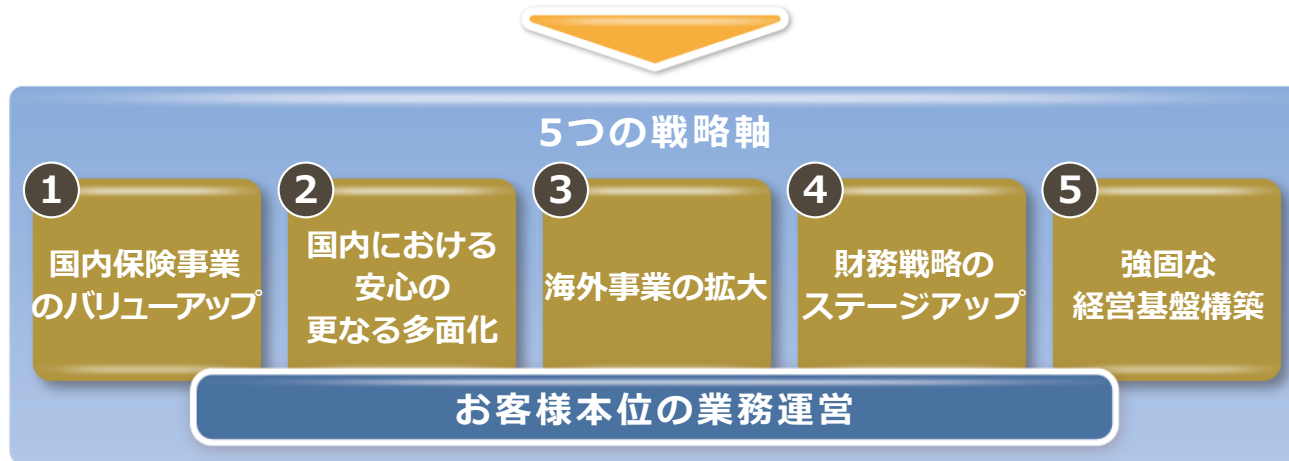 5つの戦略軸
1
国内保険事業
のバリューアップ
2
国内における
安心の
更なる多面化
3
海外事業の拡大
4
財務戦略の
ステージアップ
5
強固な
経営基盤構築
お客様本位の業務運営